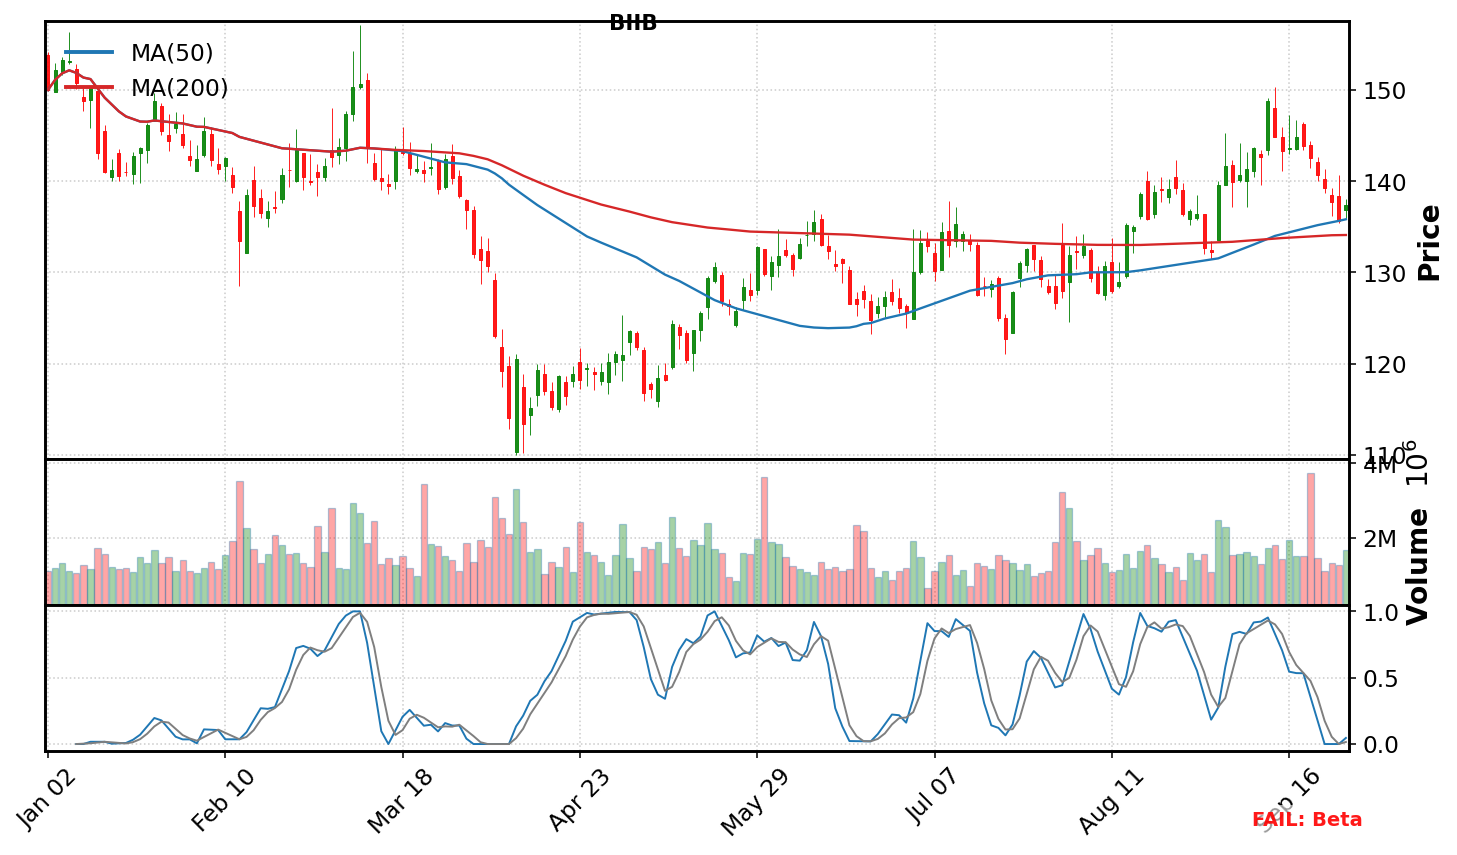 BIIB
MA(50)
MA(200)
150
140
130
120
110
Price
4M
2M
Volume 10^6
1.0
0.5
0.0
Jan 02
Feb 10
Mar 18
Apr 23
May 29
Jul 07
Aug 11
Sep 16
FAIL: Beta